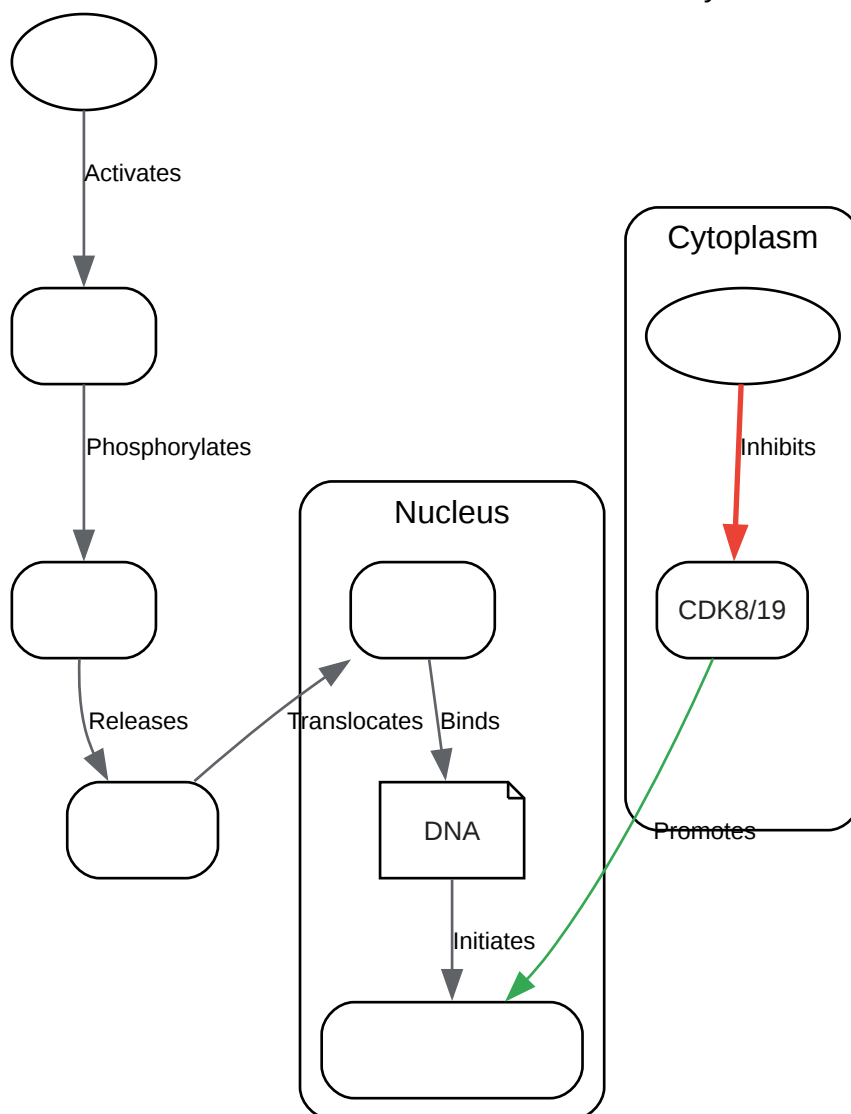 Activates
Cytoplasm
Phosphorylates
Inhibits
Nucleus
CDK8/19
Releases
Translocates
Binds
DNA
Promotes
Initiates